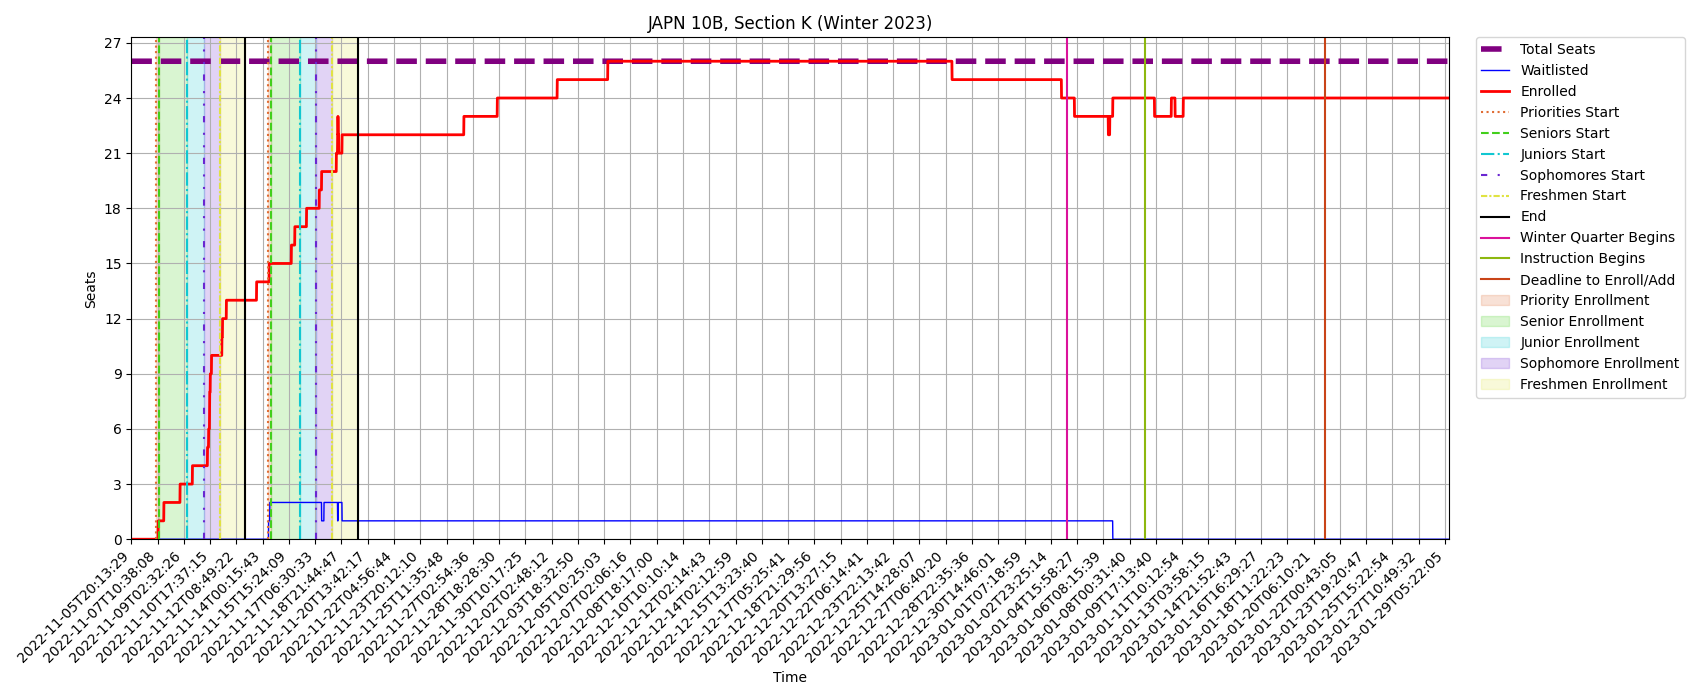 JAPN 10B, Section K (Winter 2023)
27
24
21
18
15
12
9
6
3
0
Seats
2022-11-05T20:13:29
2022-11-07T10:38:08
2022-11-09T02:32:26
2022-11-10T17:37:15
2022-11-12T08:49:22
2022-11-14T00:15:43
2022-11-15T15:24:09
2022-11-17T06:30:33
2022-11-18T21:44:47
2022-11-20T13:42:17
2022-11-22T04:56:44
2022-11-23T20:12:10
2022-11-25T11:35:48
2022-11-27T02:54:36
2022-11-28T18:28:30
2022-11-30T10:17:25
2022-12-02T02:48:12
2022-12-03T18:32:50
2022-12-05T10:25:03
2022-12-07T02:06:16
2022-12-08T18:17:00
2022-12-10T10:10:14
2022-12-12T02:14:43
2022-12-14T02:12:59
2022-12-15T13:23:40
2022-12-17T05:25:41
2022-12-18T21:29:56
2022-12-20T13:27:15
2022-12-22T06:14:41
2022-12-23T22:13:42
2022-12-25T14:28:07
2022-12-27T06:40:20
2022-12-28T22:35:36
2022-12-30T14:46:01
2023-01-01T07:18:59
2023-01-02T23:25:14
2023-01-04T15:58:27
2023-01-06T08:15:39
2023-01-08T00:31:40
2023-01-09T17:13:40
2023-01-11T10:12:54
2023-01-13T03:58:15
2023-01-14T21:52:43
2023-01-16T16:29:27
2023-01-18T11:22:23
2023-01-20T06:10:21
2023-01-22T00:43:05
2023-01-23T19:20:47
2023-01-25T15:22:54
2023-01-27T10:49:32
2023-01-29T05:22:05
Time
Total Seats
Waitlisted
Enrolled
Priorities Start
Seniors Start
Juniors Start
Sophomores Start
Freshmen Start
End
Winter Quarter Begins
Instruction Begins
Deadline to Enroll/Add
Priority Enrollment
Senior Enrollment
Junior Enrollment
Sophomore Enrollment
Freshmen Enrollment